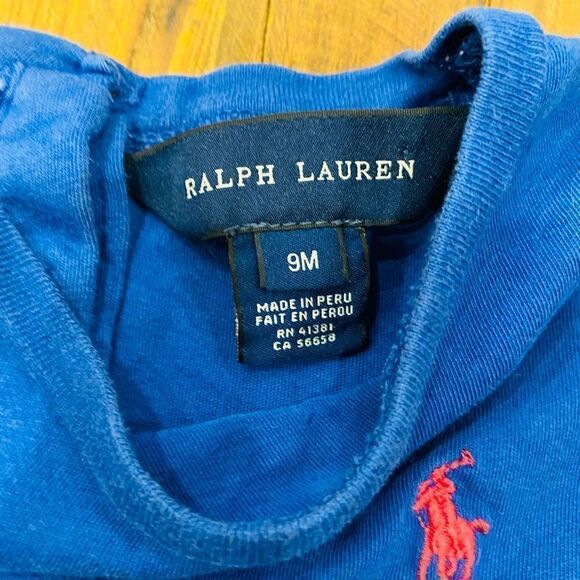 RALPH LAUREN
9M
MADE IN PERU
FAIT EN PEROU
RN 41381
CA 56658